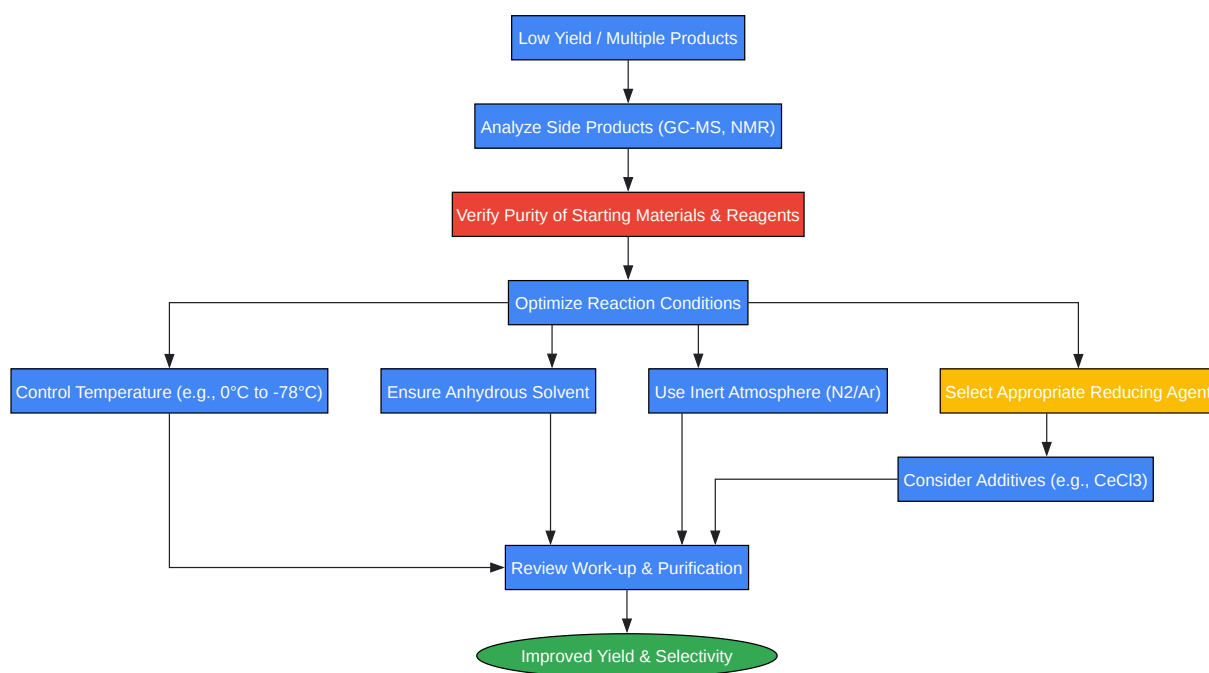 Low Yield / Multiple Products
Analyze Side Products (GC-MS, NMR)
Verify Purity of Starting Materials & Reagents
Optimize Reaction Conditions
Control Temperature (e.g., 0°C to -78°C)
Ensure Anhydrous Solvent
Use Inert Atmosphere (N2/Ar)
Select Appropriate Reducing Agent
Consider Additives (e.g., CeCl3)
Review Work-up & Purification
Improved Yield & Selectivity